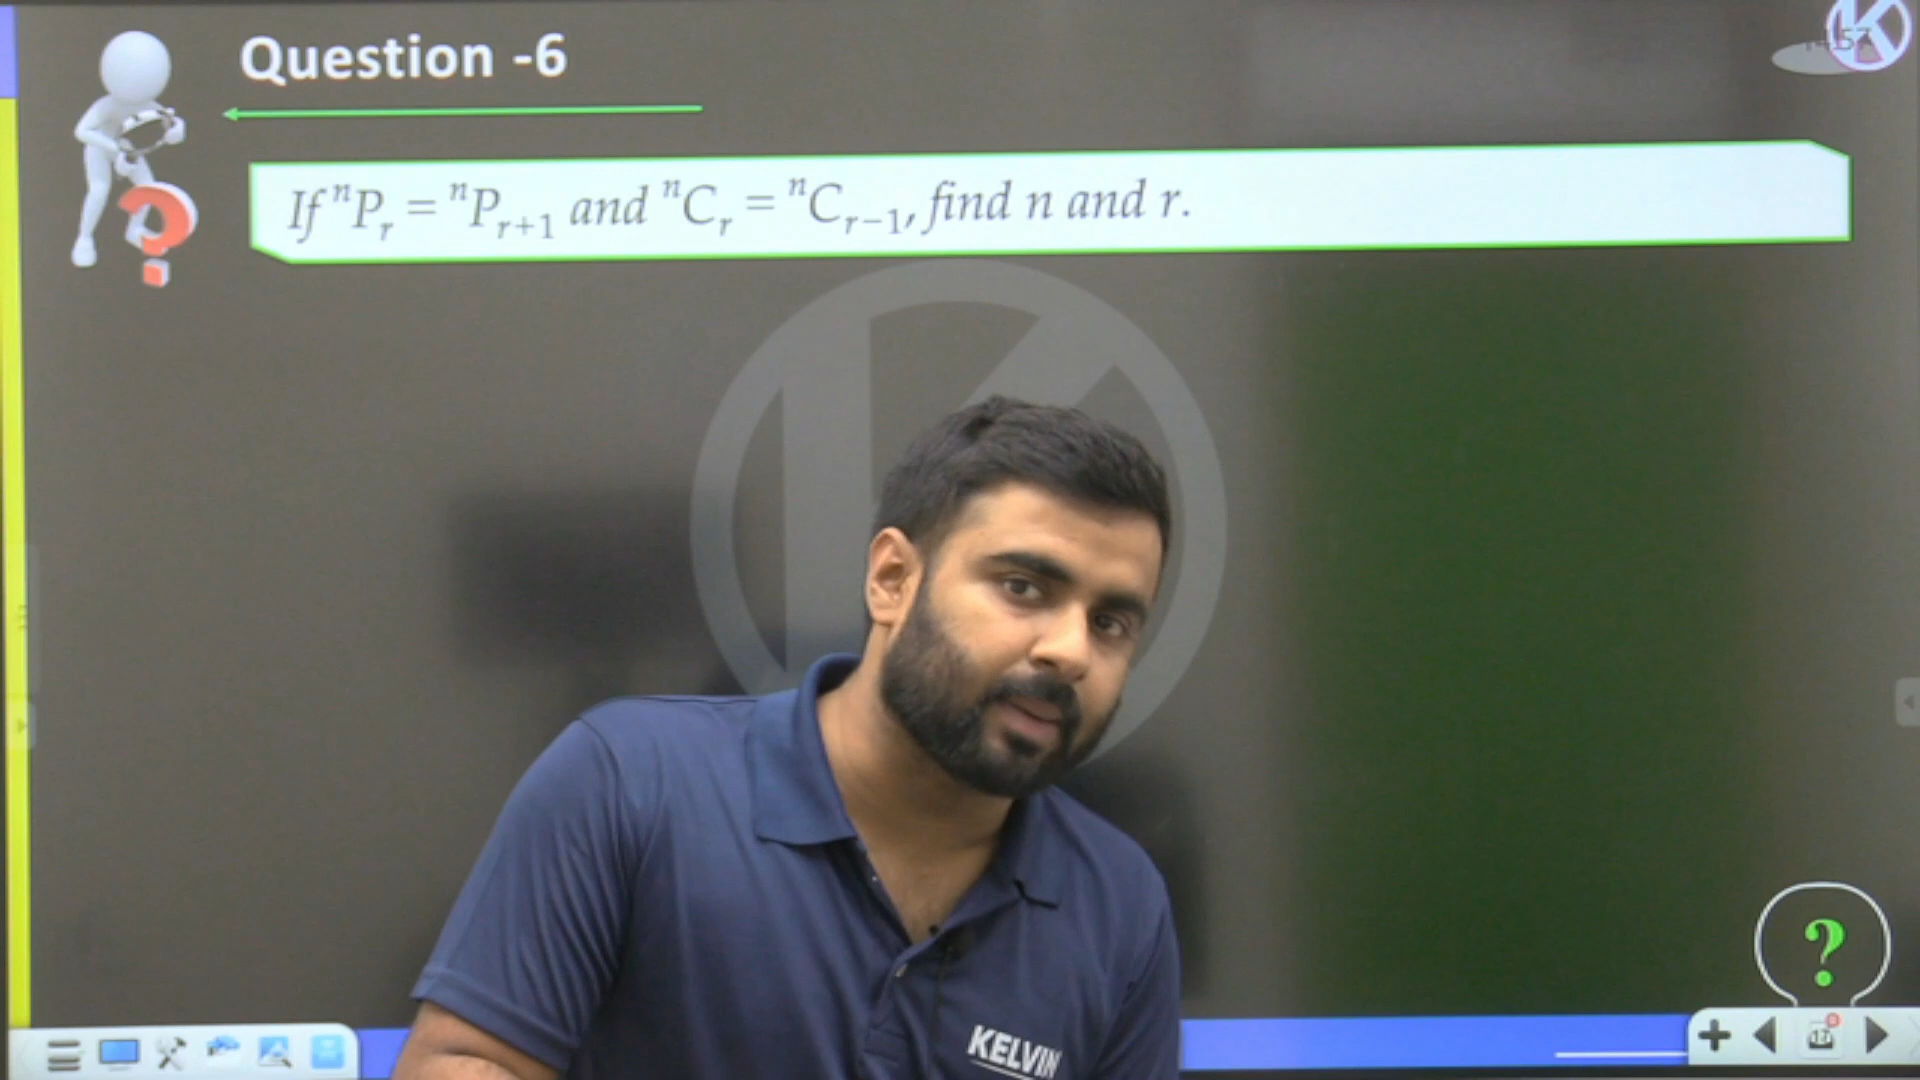 Question -6
If ⁿPᵣ = ⁿPᵣ₊₁ and ⁿCᵣ = ⁿCᵣ₋₁, find n and r.
?
KELVIN